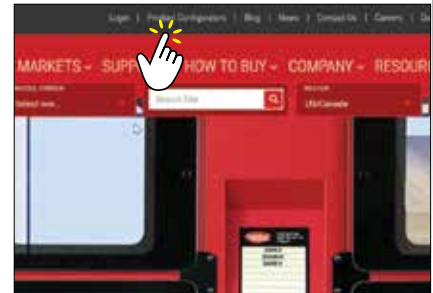 Login | Product Configurators | Blog | News | Contact Us | Careers |
MARKETS SUPP HOW TO BUY COMPANY RESOUR
Select one...
Search Site
US/Canada